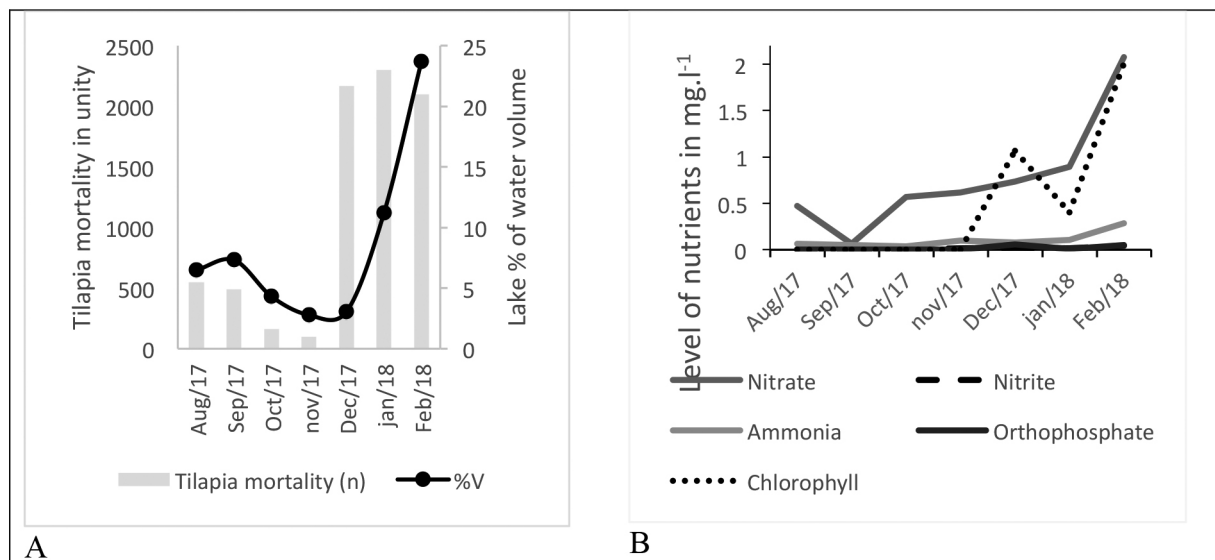 Tilapia mortality in unity
2500
2000
1500
1000
500
0
25
20
15
10
5
0
Lake % of water volume
Aug/17
Sep/17
Oct/17
nov/17
Dec/17
jan/18
Feb/18
Tilapia mortality (n)
%V
A
Level of nutrients in mg.l-1
2
1.5
1
0.5
0
Aug/17
Sep/17
Oct/17
nov/17
Dec/17
jan/18
Feb/18
Nitrate
Nitrite
Ammonia
Orthophosphate
Chlorophyll
B